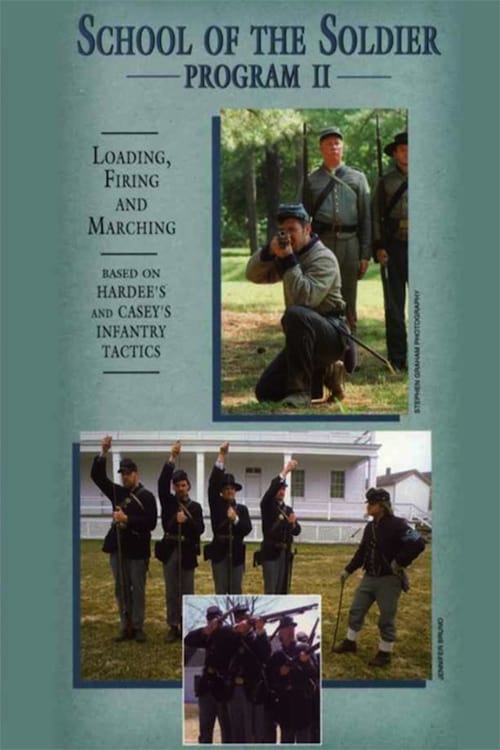 SCHOOL OF THE SOLDIER
PROGRAM II
LOADING,
FIRING
AND
MARCHING
BASED ON
HARDEE'S
AND CASEY'S
INFANTRY
TACTICS
STEPHEN GRAHAM PHOTOGRAPHY
JENNIFER BRUNO